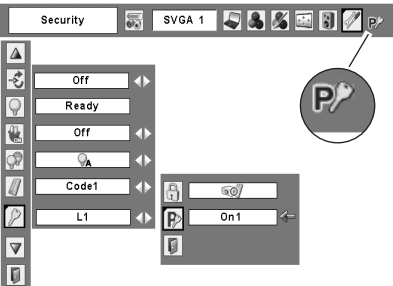 Security
SVGA 1
P
P
Off
Ready
Off
A
Code1
L1
P
On1